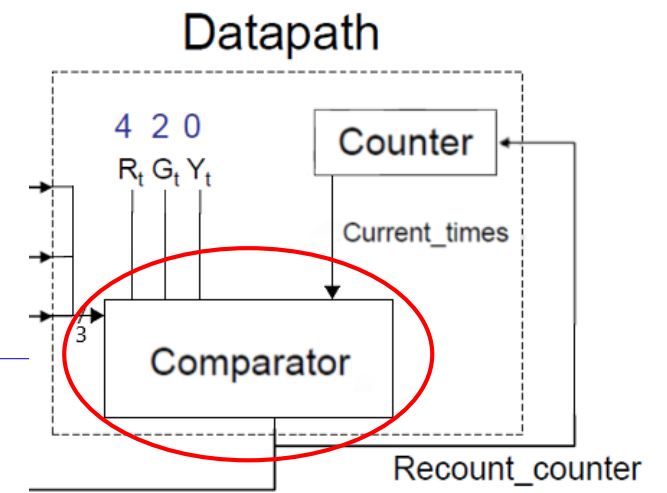 Datapath
4 2 0
Rt Gt Yt
Counter
Current_times
3
Comparator
Recount_counter